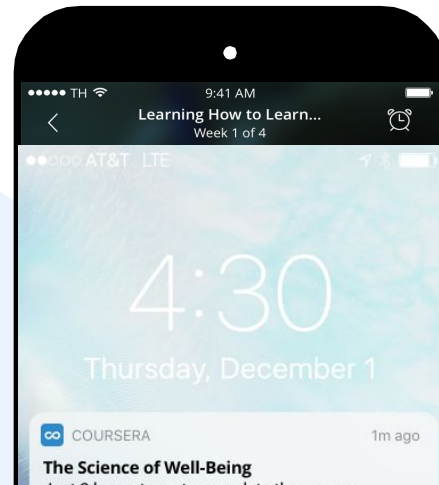 TH 9:41 AM
Learning How to Learn...
Week 1 of 4
AT&T LTE
4:30
Thursday, December 1
COURSERA 1m ago
The Science of Well-Being